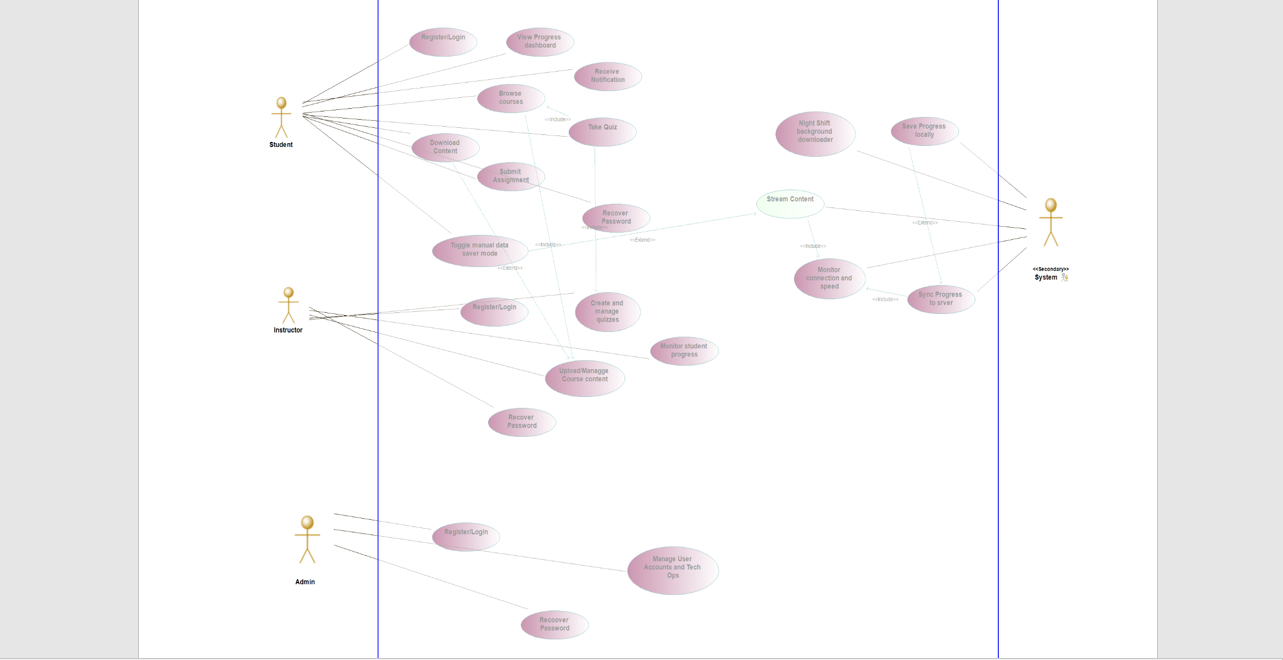 Register/Login
View Progress
dashboard
Receive
Notification
Browse
courses
<<Include>>
Take Quiz
Student
Download
Content
Submit
Assignment
Recover
Password
<<Include>>
<<Include>>
<<Extend>>
Toggle manual data
saver mode
<<Extend>>
Night Shift
background
downloader
Save Progress
locally
Stream Content
<<Extend>>
<<Include>>
Monitor
connection and
speed
<<Include>>
Sync Progress
to srver
<<Secondary>>
System
Instructor
Register/Login
Create and
manage
quizzes
Monitor student
progress
Upload/Managge
Course content
Recover
Password
Admin
Register/Login
Manage User
Accounts and Tech
Ops
Recover
Password